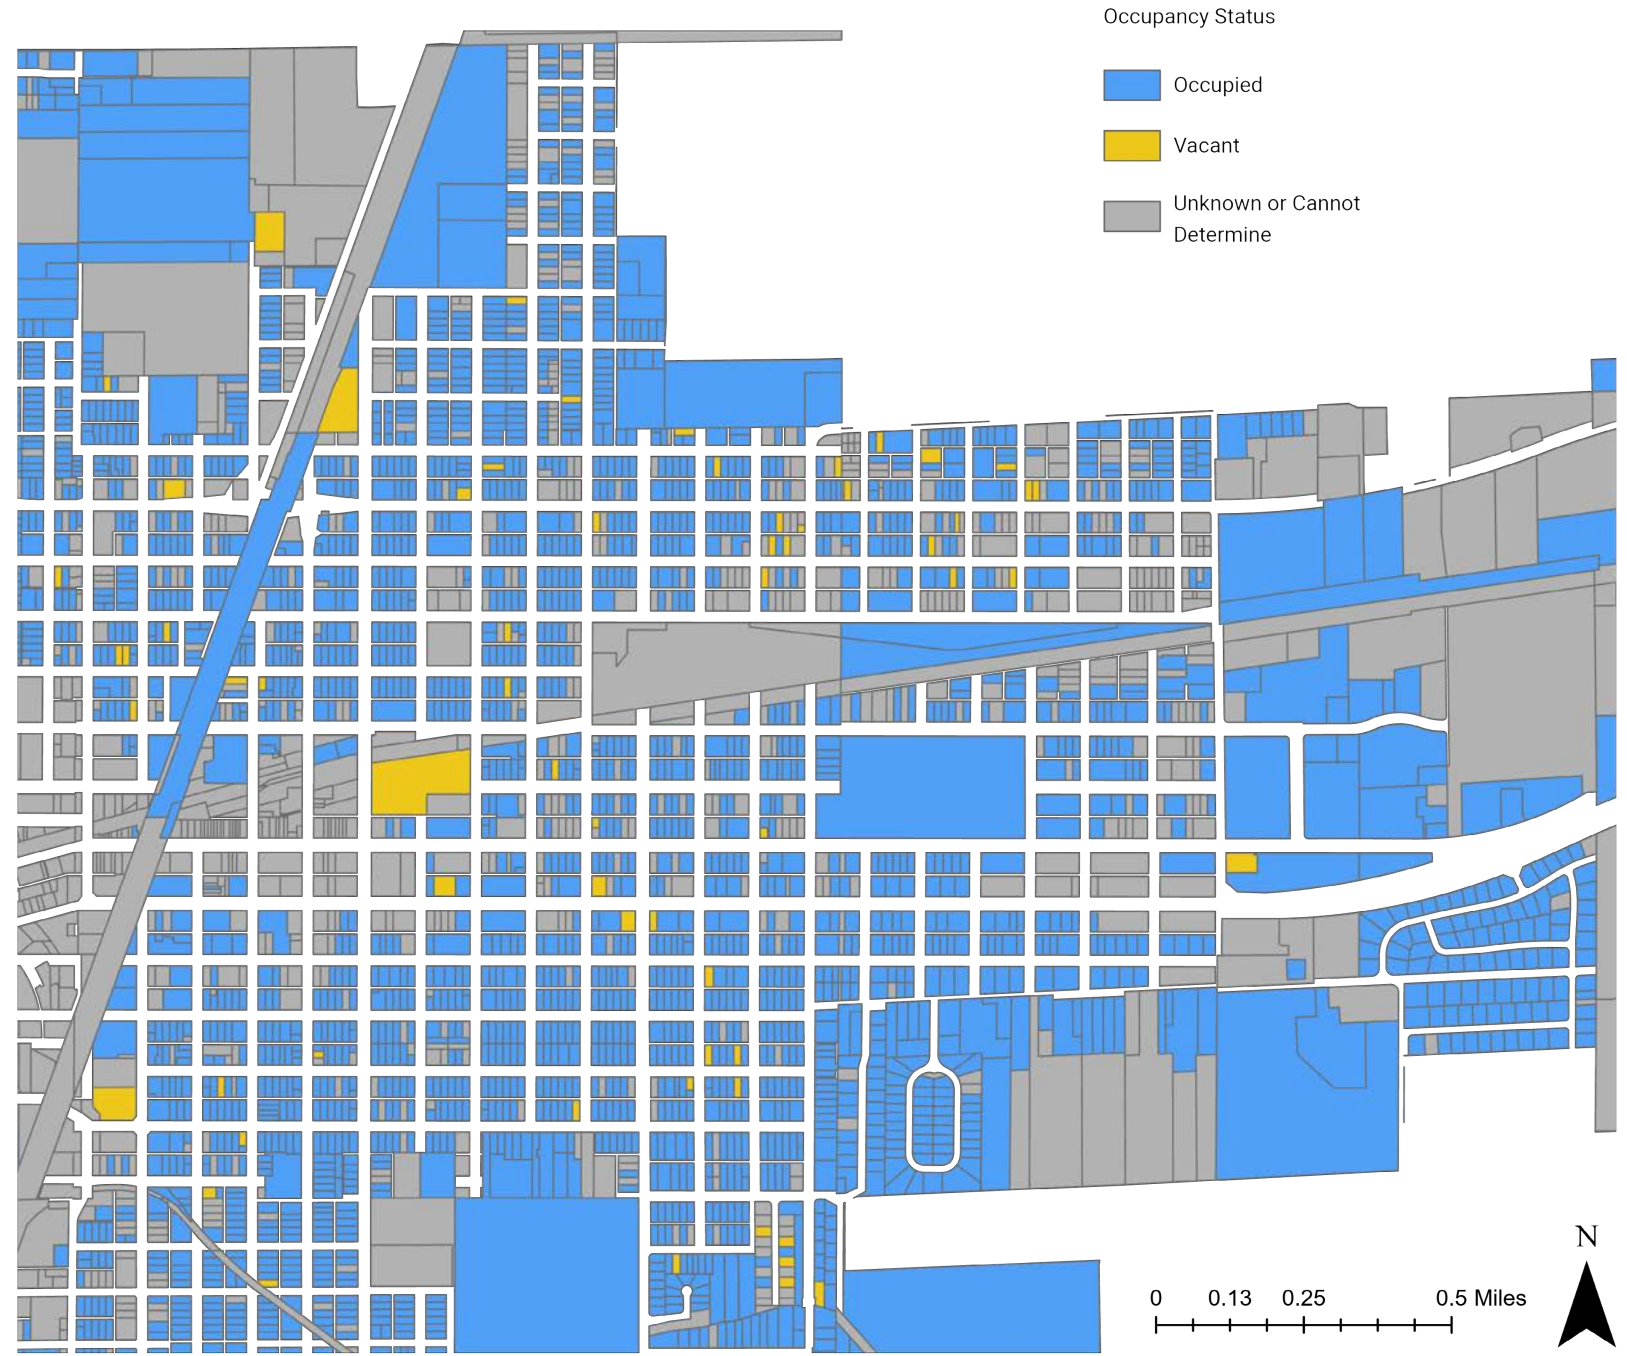 Occupancy Status
Occupied
Vacant
Unknown or Cannot
Determine
N
0 0.13 0.25 0.5 Miles